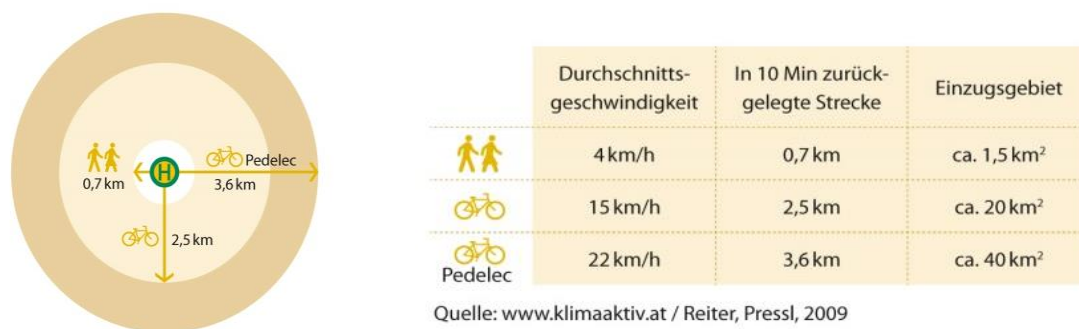 H
Pedelec
0,7 km
3,6 km
2,5 km
Durchschnitts-
geschwindigkeit
In 10 Min zurück-
gelegte Strecke
Einzugsgebiet
4 km/h
0,7 km
ca. 1,5 km²
15 km/h
2,5 km
ca. 20 km²
Pedelec
22 km/h
3,6 km
ca. 40 km²
Quelle: www.klimaaktiv.at / Reiter, Pressl, 2009